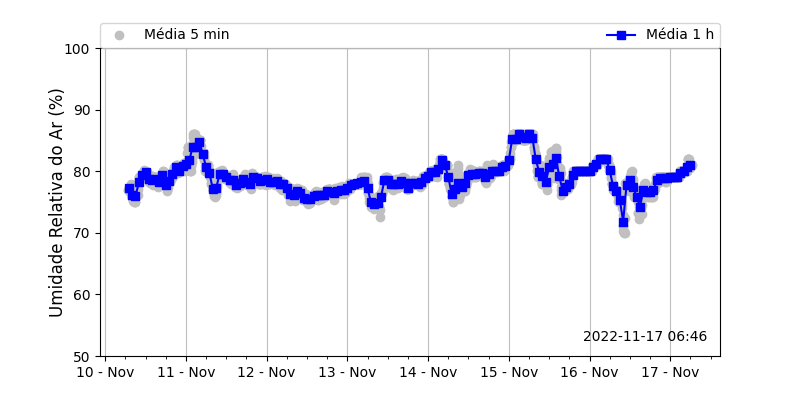 Média 5 min
Média 1 h
Umidade Relativa do Ar (%)
100
90
80
70
60
50
2022-11-17 06:46
10 - Nov
11 - Nov
12 - Nov
13 - Nov
14 - Nov
15 - Nov
16 - Nov
17 - Nov